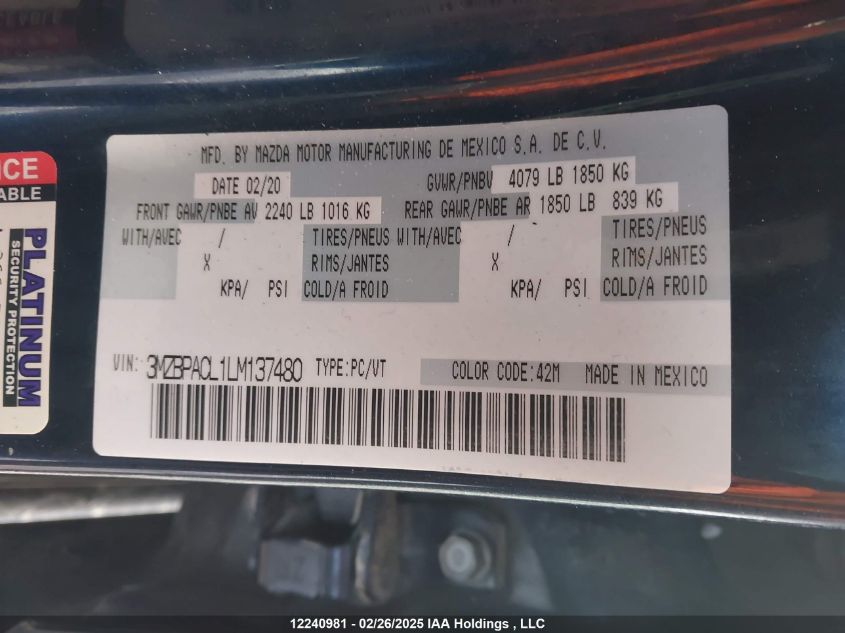 MFD. BY MAZDA MOTOR MANUFACTURING DE MEXICO S.A. DE C.V.
DATE 02/20 GVWR/PNBV 4079 LB 1850 KG
FRONT GAWR/PNBE AV 2240 LB 1016 KG REAR GAWR/PNBE AR 1850 LB 839 KG
WITH/AVEC / TIRES/PNEUS WITH/AVEC / TIRES/PNEUS
X RIMS/JANTES X RIMS/JANTES
KPA/ PSI COLD/A FROID KPA/ PSI COLD/A FROID
VIN: 3MZBPACL1LM137480 TYPE:PC/VT COLOR CODE:42M MADE IN MEXICO
PLATINUM
SECURITY PROTECTION
12240981 - 02/26/2025 IAA Holdings , LLC